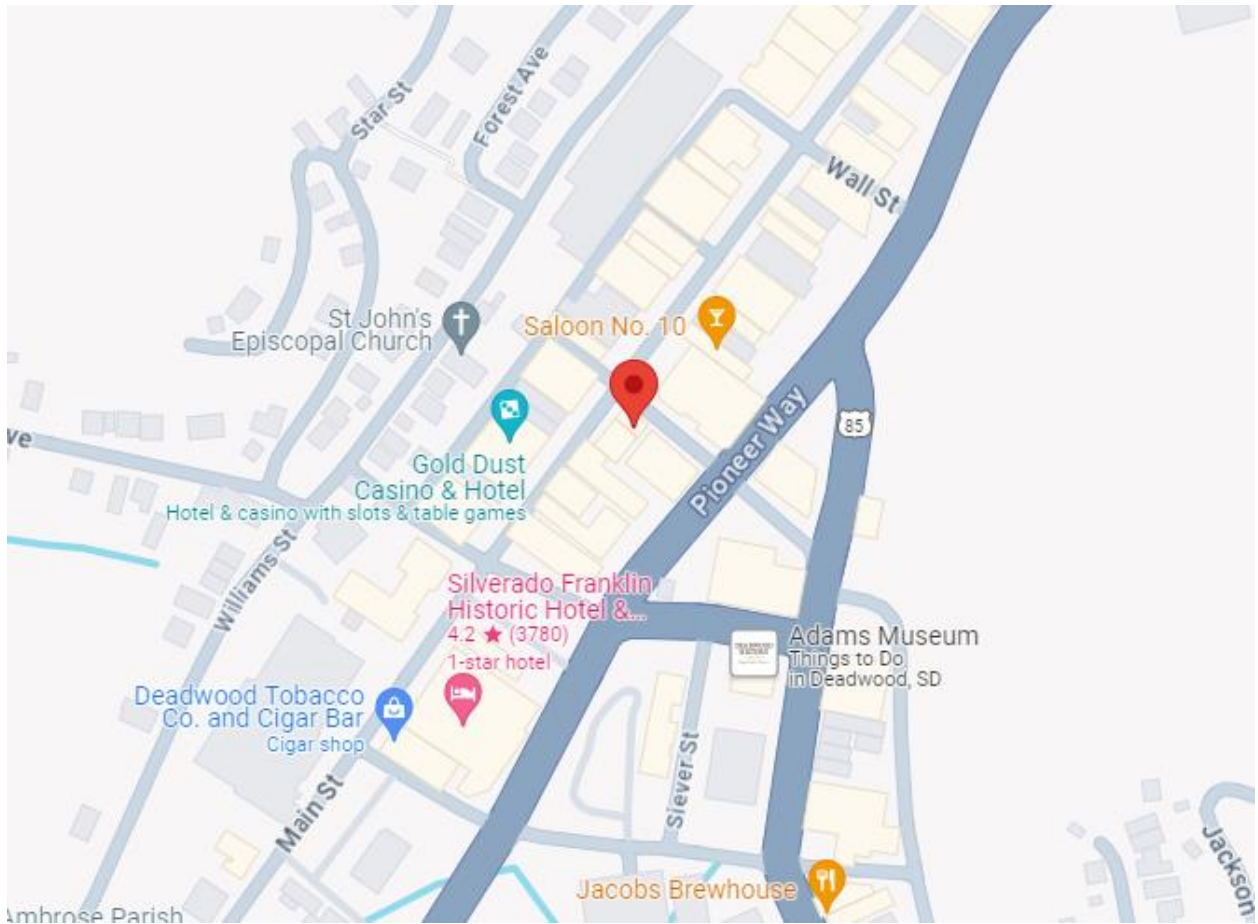 Star St
Forest Ave
Wall St
St John's
Episcopal Church
Saloon No. 10
85
ve
Pioneer Way
Gold Dust
Casino & Hotel
Hotel & casino with slots & table games
Williams St
Silverado Franklin
Historic Hotel &...
4.2 ★ (3780)
1-star hotel
Adams Museum
Things to Do
in Deadwood, SD
Deadwood Tobacco
Co. and Cigar Bar
Cigar shop
Siever St
Main St
Jackson
Jacobs Brewhouse
Ambrose Parish